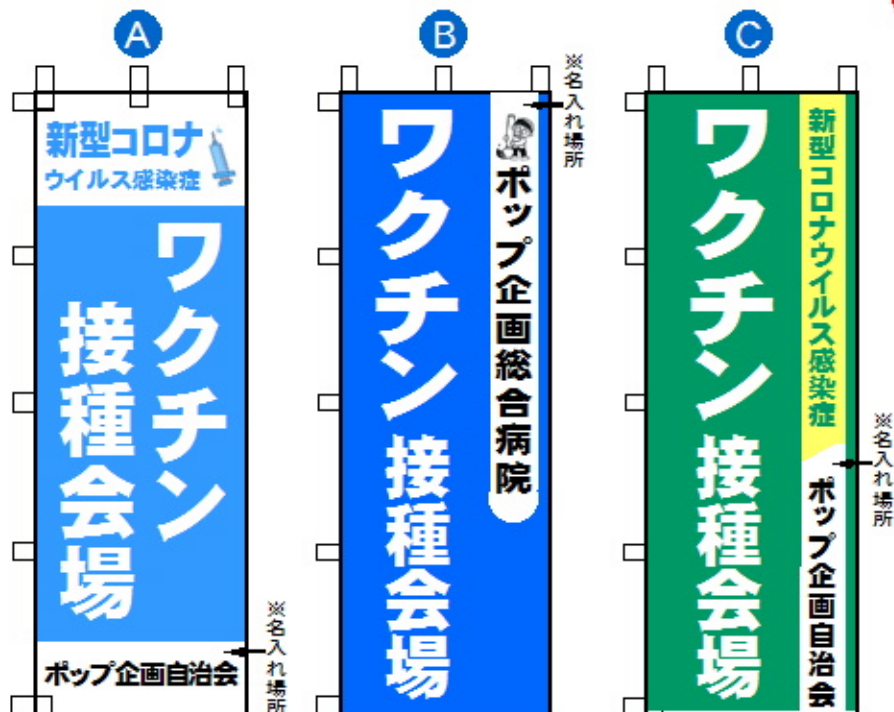 A
新型コロナ
ウイルス感染症
ワクチン
接種会場
ポップ企画自治会
※名入れ場所
B
ワクチン接種会場
ポップ企画総合病院
※名入れ場所
C
新型コロナウイルス感染症
ワクチン接種会場
ポップ企画自治会
※名入れ場所